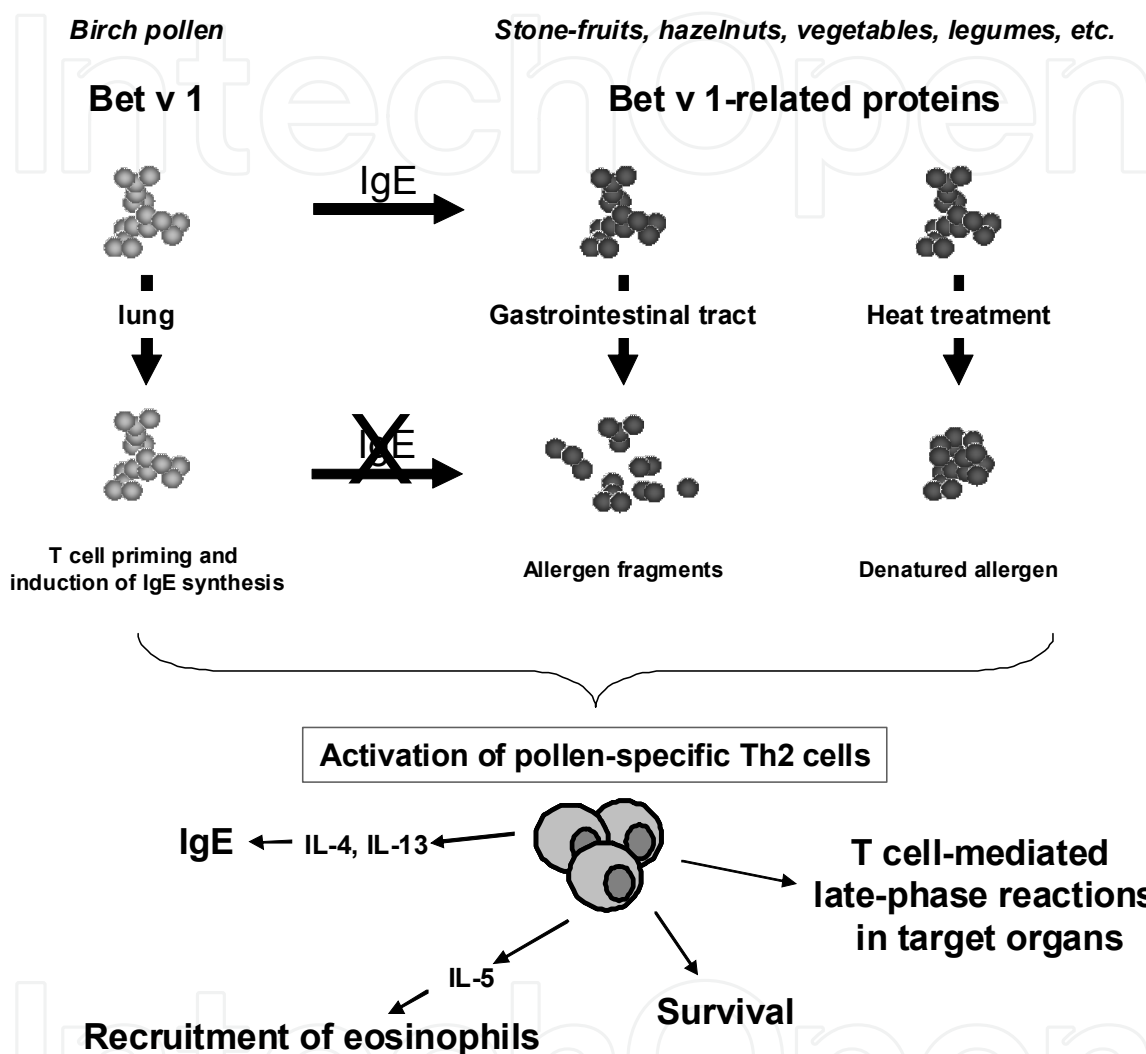 IntechOpen
Birch pollen
Stone-fruits, hazelnuts, vegetables, legumes, etc.
Bet v 1
Bet v 1-related proteins
IgE
lung
Gastrointestinal tract
Heat treatment
IgE
T cell priming and
induction of IgE synthesis
Allergen fragments
Denatured allergen
Activation of pollen-specific Th2 cells
IgE
IL-4, IL-13
T cell-mediated
late-phase reactions
in target organs
IL-5
Survival
Recruitment of eosinophils
IntechOpen